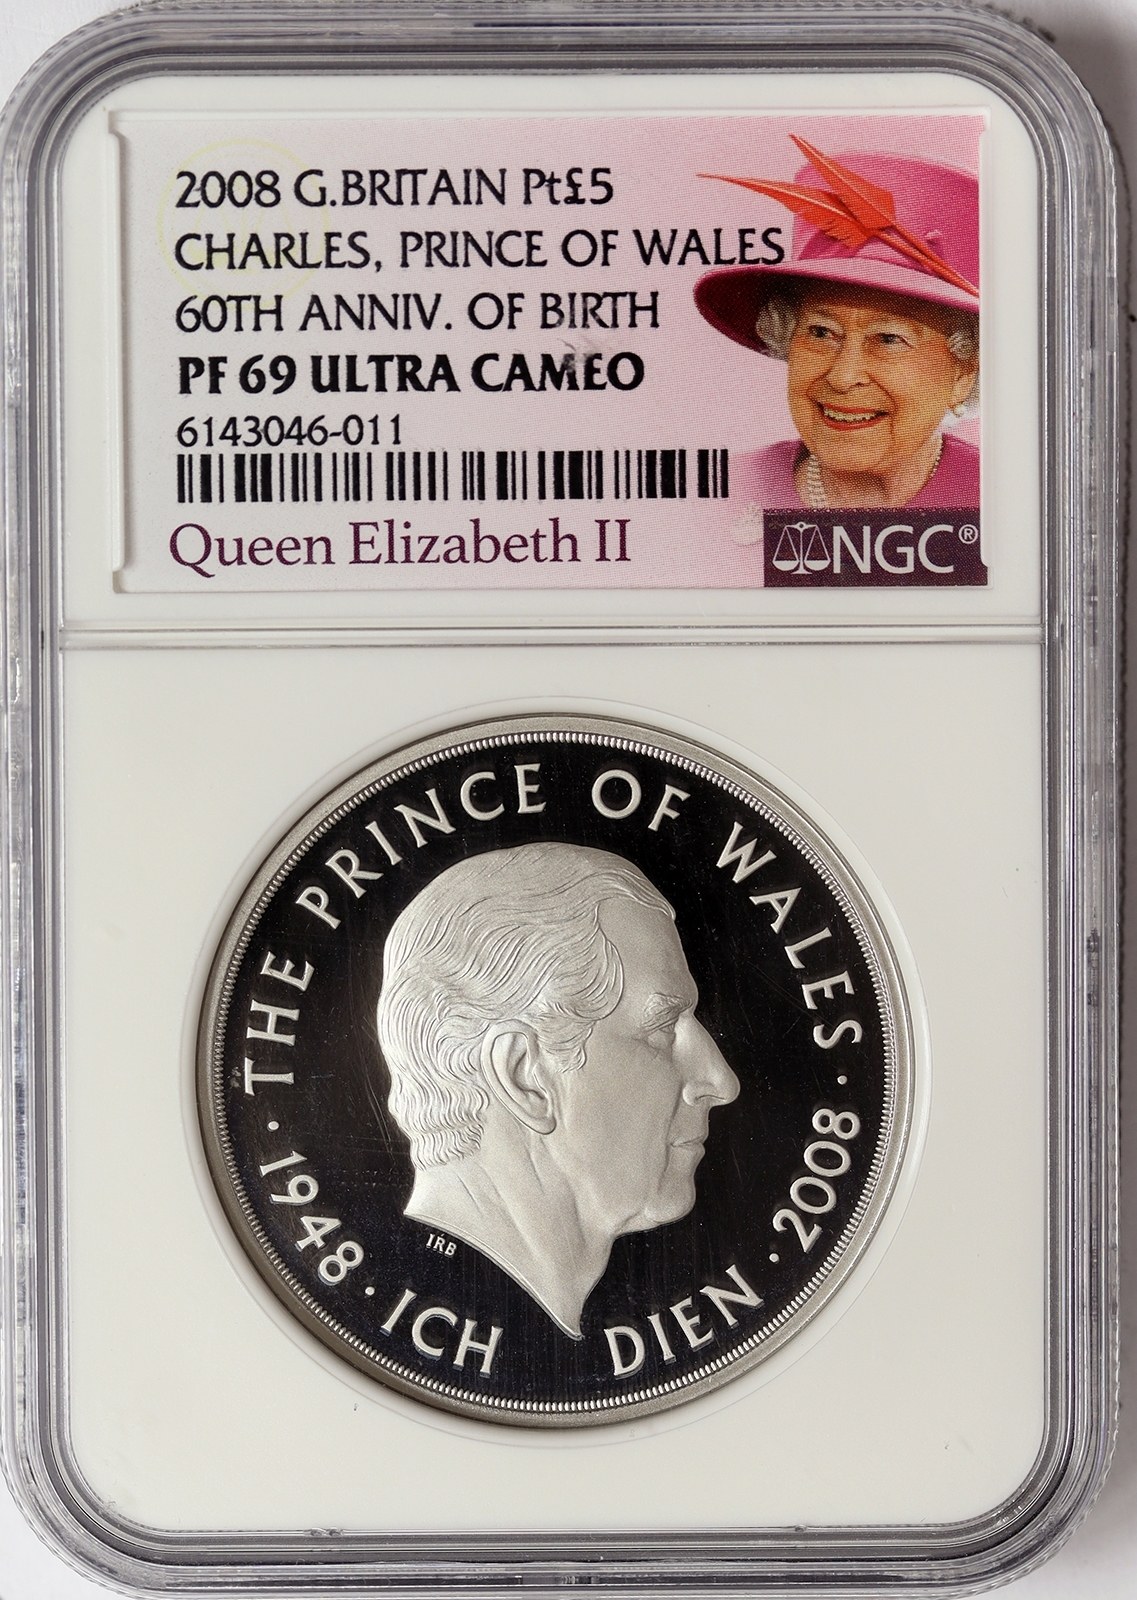 2008 G.BRITAIN Pt£5
CHARLES, PRINCE OF WALES
60TH ANNIV. OF BIRTH
PF 69 ULTRA CAMEO
6143046-011
Queen Elizabeth II
NGC®
· THE PRINCE OF WALES ·
1948 · ICH DIEN · 2008
IRB